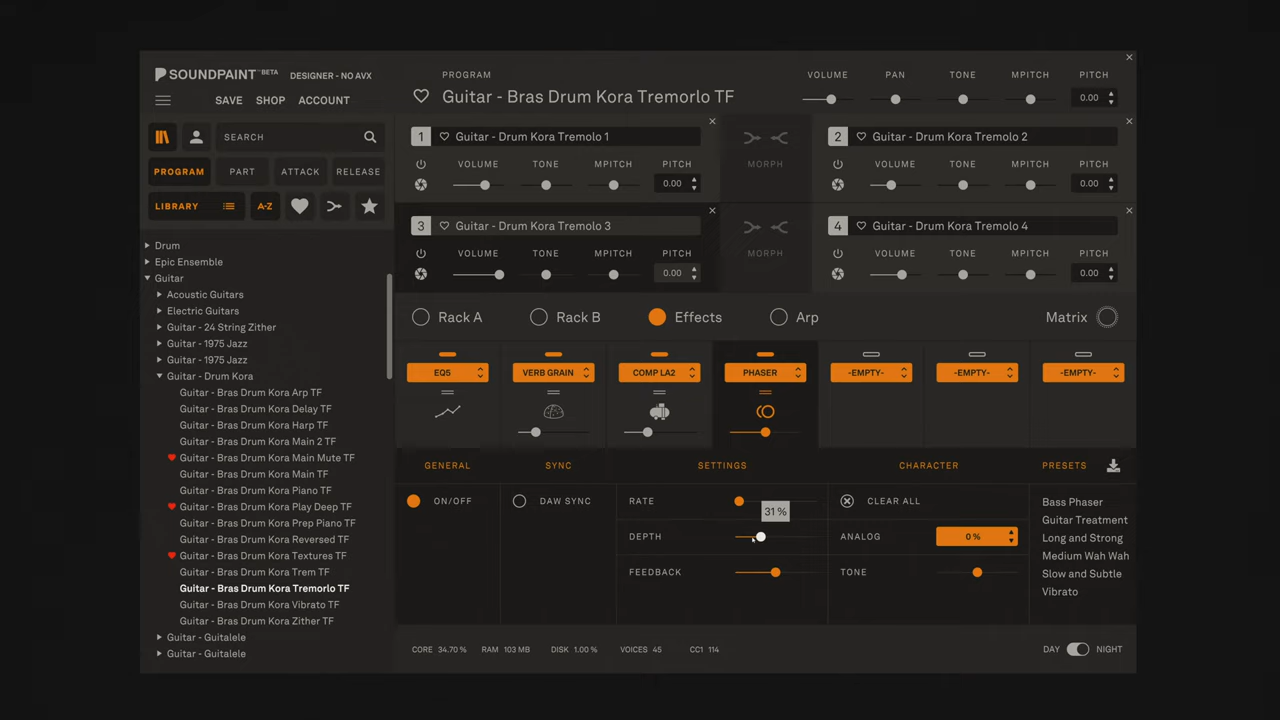 SOUNDPAINT BETA DESIGNER - NO AVX
SAVE SHOP ACCOUNT
SEARCH
PROGRAM PART ATTACK RELEASE
LIBRARY A-Z
Drum
Epic Ensemble
Guitar
Acoustic Guitars
Electric Guitars
Guitar - 24 String Zither
Guitar - 1975 Jazz
Guitar - 1975 Jazz
Guitar - Drum Kora
Guitar - Bras Drum Kora Arp TF
Guitar - Bras Drum Kora Delay TF
Guitar - Bras Drum Kora Harp TF
Guitar - Bras Drum Kora Main 2 TF
Guitar - Bras Drum Kora Main Mute TF
Guitar - Bras Drum Kora Main TF
Guitar - Bras Drum Kora Piano TF
Guitar - Bras Drum Kora Play Deep TF
Guitar - Bras Drum Kora Prep Piano TF
Guitar - Bras Drum Kora Reversed TF
Guitar - Bras Drum Kora Textures TF
Guitar - Bras Drum Kora Trem TF
Guitar - Bras Drum Kora Tremorlo TF
Guitar - Bras Drum Kora Vibrato TF
Guitar - Bras Drum Kora Zither TF
Guitar - Guitalele
Guitar - Guitalele
PROGRAM
Guitar - Bras Drum Kora Tremorlo TF
VOLUME PAN TONE MPITCH PITCH
0.00
1 Guitar - Drum Kora Tremolo 1
VOLUME TONE MPITCH PITCH
0.00
MORPH
2 Guitar - Drum Kora Tremolo 2
VOLUME TONE MPITCH PITCH
0.00
3 Guitar - Drum Kora Tremolo 3
VOLUME TONE MPITCH PITCH
0.00
MORPH
4 Guitar - Drum Kora Tremolo 4
VOLUME TONE MPITCH PITCH
0.00
Rack A Rack B Effects Arp Matrix
EQ5 VERB GRAIN COMP LA2 PHASER -EMPTY- -EMPTY- -EMPTY-
GENERAL SYNC SETTINGS CHARACTER PRESETS
ON/OFF
DAW SYNC
RATE
31 %
DEPTH
FEEDBACK
CLEAR ALL
ANALOG 0 %
TONE
Bass Phaser
Guitar Treatment
Long and Strong
Medium Wah Wah
Slow and Subtle
Vibrato
CORE 34.70 % RAM 103 MB DISK 1.00 % VOICES 45 CC1 114 DAY NIGHT